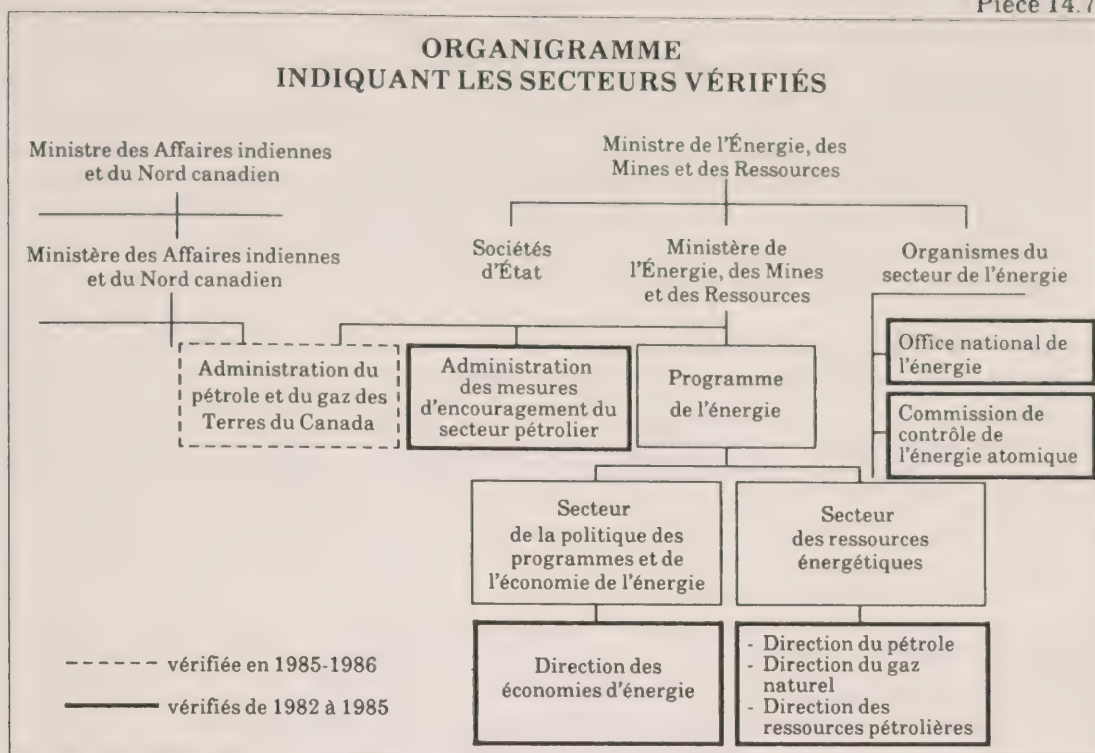 Pièce 14.7
ORGANIGRAMME
INDIQUANT LES SECTEURS VÉRIFIÉS
Ministre des Affaires indiennes
et du Nord canadien
Ministre de l'Énergie, des
Mines et des Ressources
Ministère des Affaires indiennes
et du Nord canadien
Sociétés
d'État
Ministère de
l'Énergie, des Mines
et des Ressources
Organismes du
secteur de l'énergie
Administration du
pétrole et du gaz des
Terres du Canada
Administration
des mesures
d'encouragement du
secteur pétrolier
Programme
de l'énergie
Office national de
l'énergie
Commission de
contrôle de
l'énergie atomique
Secteur
de la politique des
programmes et de
l'économie de l'énergie
Secteur
des ressources
énergétiques
Direction des
économies d'énergie
- Direction du pétrole
- Direction du gaz
naturel
- Direction des
ressources pétrolières
vérifiée en 1985-1986
vérifiés de 1982 à 1985